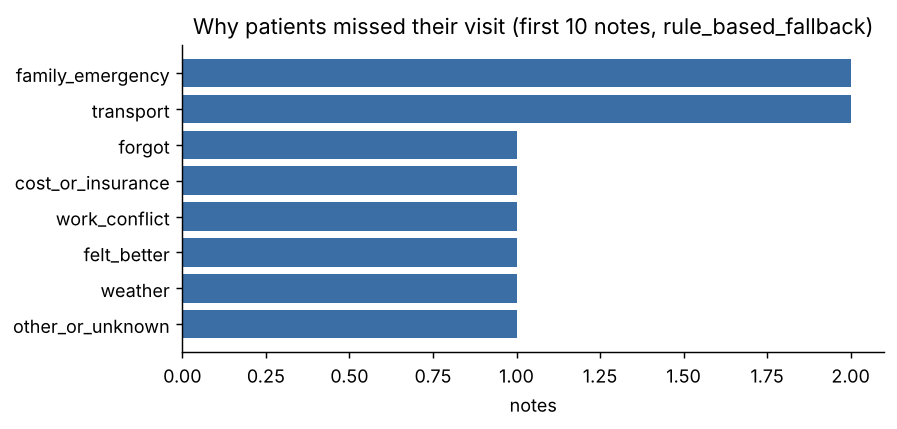 Why patients missed their visit (first 10 notes, rule_based_fallback)
family_emergency
transport
forgot
cost_or_insurance
work_conflict
felt_better
weather
other_or_unknown
0.00 0.25 0.50 0.75 1.00 1.25 1.50 1.75 2.00
notes